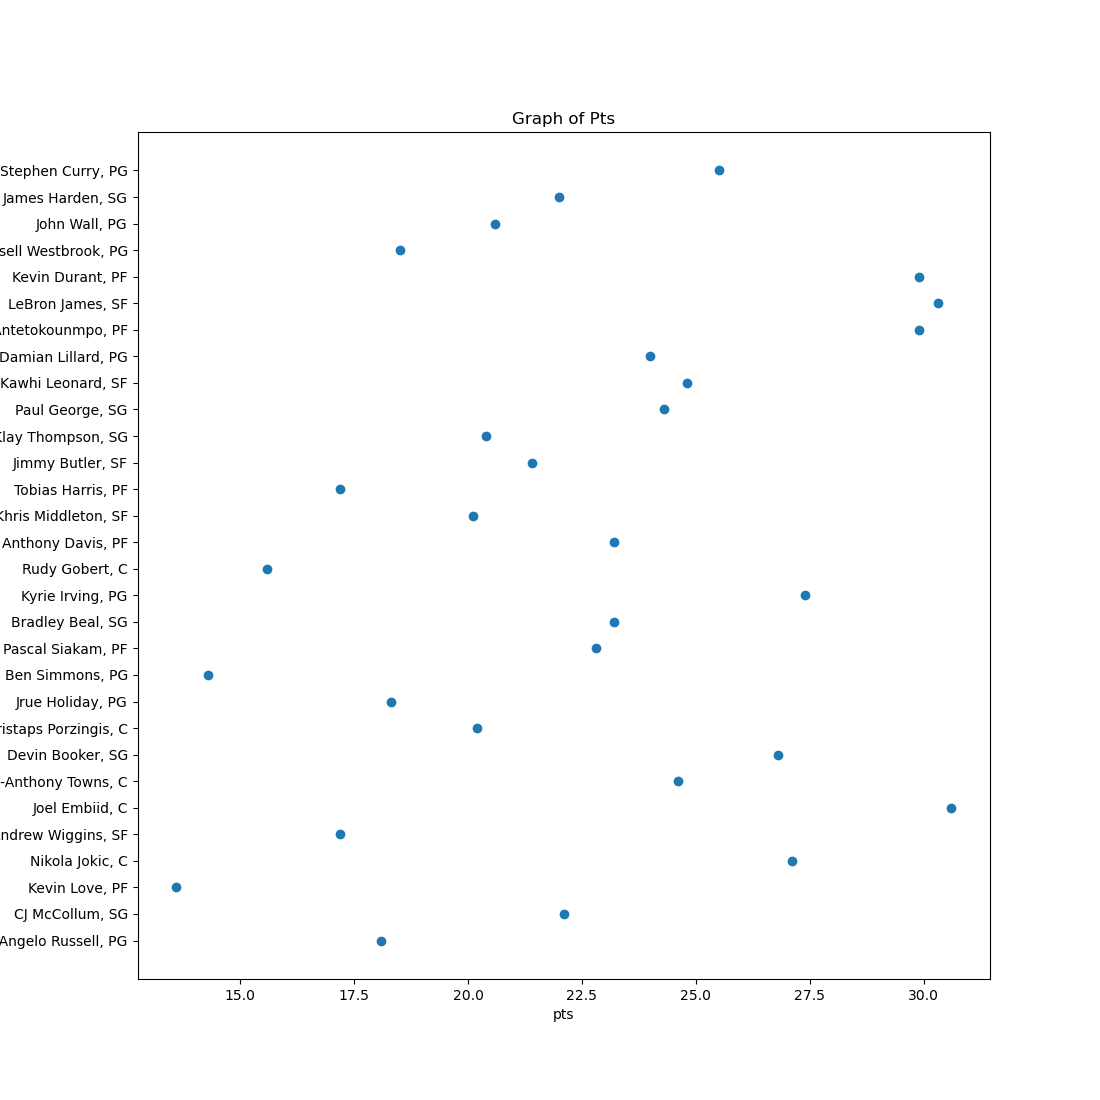 Graph of Pts
Stephen Curry, PG
James Harden, SG
John Wall, PG
sell Westbrook, PG
Kevin Durant, PF
LeBron James, SF
ntetokounmpo, PF
Damian Lillard, PG
Kawhi Leonard, SF
Paul George, SG
Klay Thompson, SG
Jimmy Butler, SF
Tobias Harris, PF
Khris Middleton, SF
Anthony Davis, PF
Rudy Gobert, C
Kyrie Irving, PG
Bradley Beal, SG
Pascal Siakam, PF
Ben Simmons, PG
Jrue Holiday, PG
ristaps Porzingis, C
Devin Booker, SG
-Anthony Towns, C
Joel Embiid, C
ndrew Wiggins, SF
Nikola Jokic, C
Kevin Love, PF
CJ McCollum, SG
Angelo Russell, PG
15.0 17.5 20.0 22.5 25.0 27.5 30.0
pts